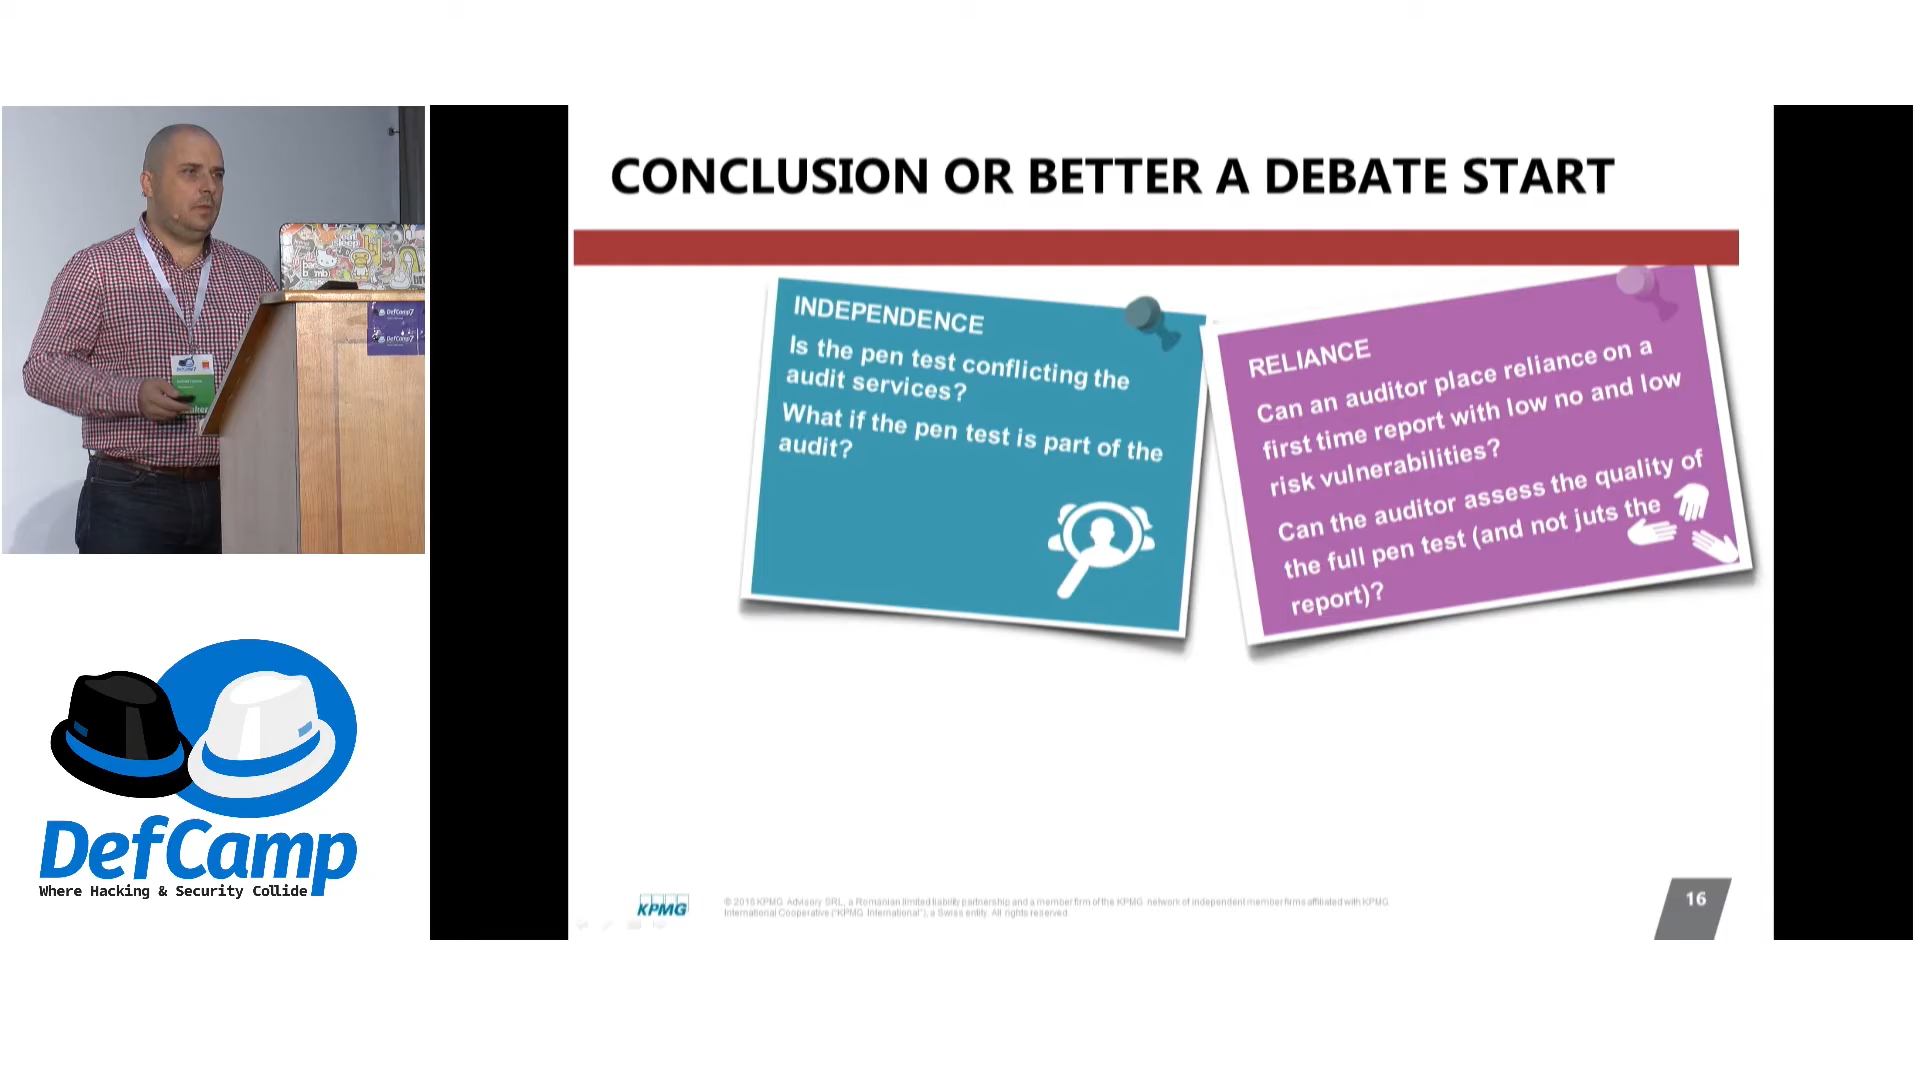 CONCLUSION OR BETTER A DEBATE START
INDEPENDENCE
Is the pen test conflicting the
audit services?
What if the pen test is part of the
audit?
RELIANCE
Can an auditor place reliance on a
first time report with low no and low
risk vulnerabilities?
Can the auditor assess the quality of
the full pen test (and not juts the
report)?
eat
sleep
DefCamp7
DefCamp7
DefCamp
Where Hacking & Security Collide
KPMG
© 2016 KPMG Advisory SRL, a Romanian limited liability partnership and a member firm of the KPMG network of independent member firms affiliated with KPMG
International Cooperative ("KPMG International"), a Swiss entity. All rights reserved
16